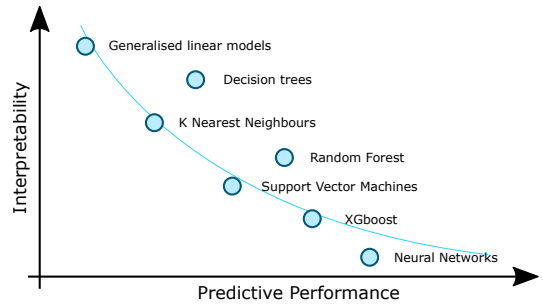 Generalised linear models
Decision trees
K Nearest Neighbours
Random Forest
Support Vector Machines
XGboost
Neural Networks
Interpretability
Predictive Performance